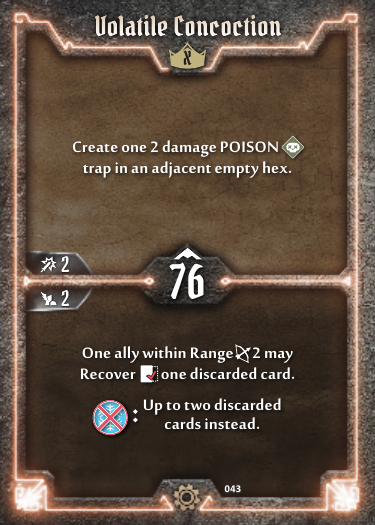 Volatile Concoction
X
Create one 2 damage POISON
trap in an adjacent empty hex.
2
76
2
One ally within Range 2 may
Recover one discarded card.
: Up to two discarded
cards instead.
043